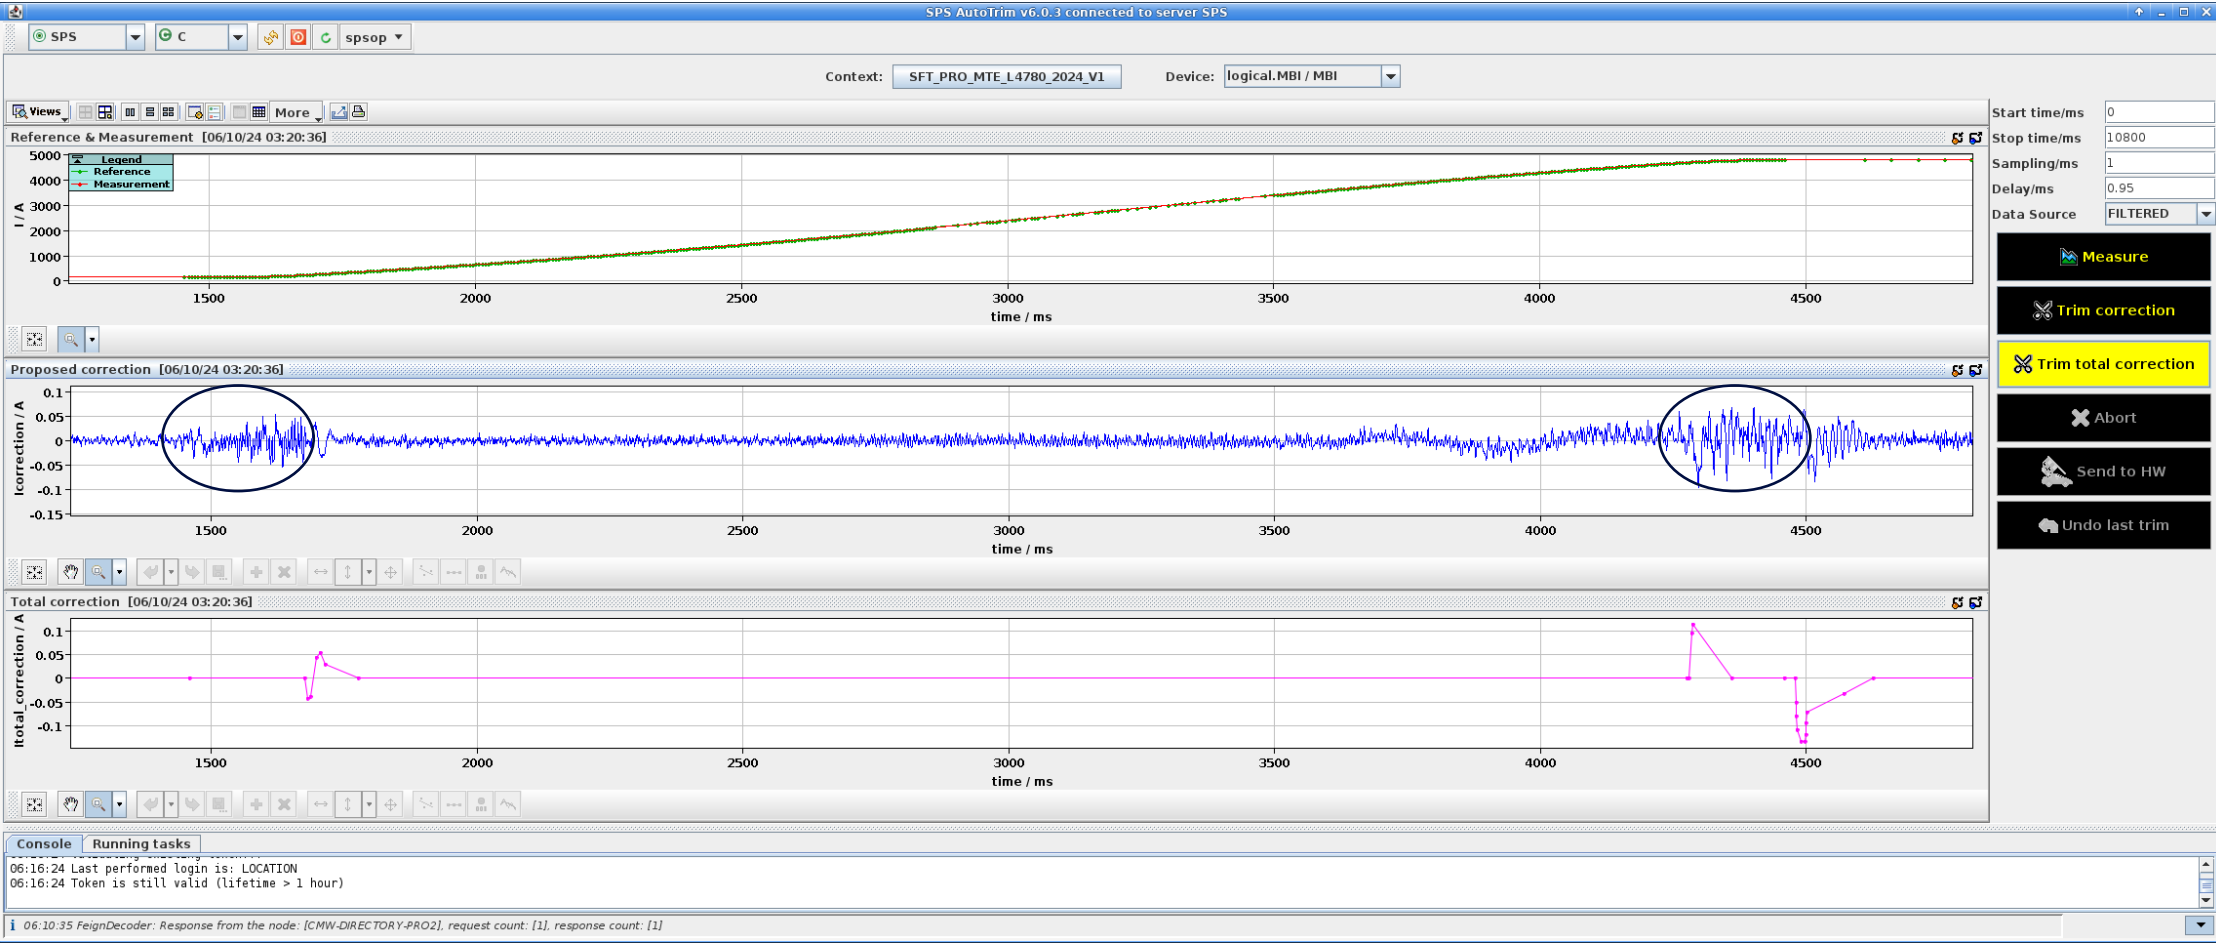 SPS AutoTrim v6.0.3 connected to server SPS
SPS C spsop
Context: SFT_PRO_MTE_L4780_2024_V1 Device: logical.MBI / MBI
Views More
Start time/ms 0
Stop time/ms 10800
Sampling/ms 1
Delay/ms 0.95
Data Source FILTERED
Measure
Trim correction
Trim total correction
Abort
Send to HW
Undo last trim
Reference & Measurement [06/10/24 03:20:36]
Legend
Reference
Measurement
I / A
5000
4000
3000
2000
1000
0
1500 2000 2500 3000 3500 4000 4500
time / ms
Proposed correction [06/10/24 03:20:36]
Icorrection / A
0.1
0.05
0
-0.05
-0.1
-0.15
1500 2000 2500 3000 3500 4000 4500
time / ms
Total correction [06/10/24 03:20:36]
Itotal_correction / A
0.1
0.05
0
-0.05
-0.1
1500 2000 2500 3000 3500 4000 4500
time / ms
Console Running tasks
06:16:24 Last performed login is: LOCATION
06:16:24 Token is still valid (lifetime > 1 hour)
06:10:35 FeignDecoder: Response from the node: [CMW-DIRECTORY-PRO2], request count: [1], response count: [1]